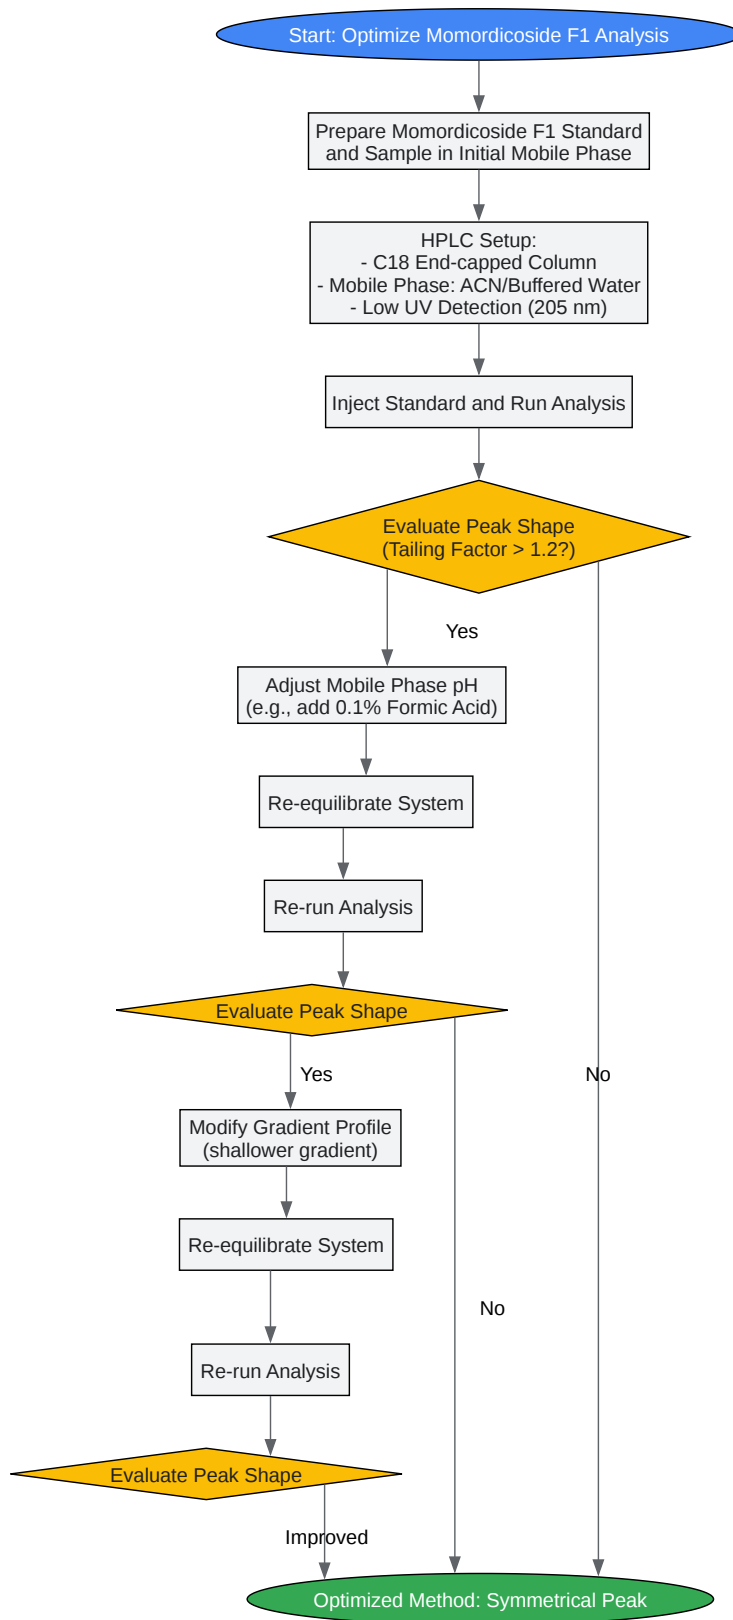 Start: Optimize Momordicoside F1 Analysis
Prepare Momordicoside F1 Standard
and Sample in Initial Mobile Phase
HPLC Setup:
- C18 End-capped Column
- Mobile Phase: ACN/Buffered Water
- Low UV Detection (205 nm)
Inject Standard and Run Analysis
Evaluate Peak Shape
(Tailing Factor > 1.2?)
Yes
Adjust Mobile Phase pH
(e.g., add 0.1% Formic Acid)
Re-equilibrate System
Re-run Analysis
Evaluate Peak Shape
Yes
No
Modify Gradient Profile
(shallower gradient)
Re-equilibrate System
No
Re-run Analysis
Evaluate Peak Shape
Improved
Optimized Method: Symmetrical Peak